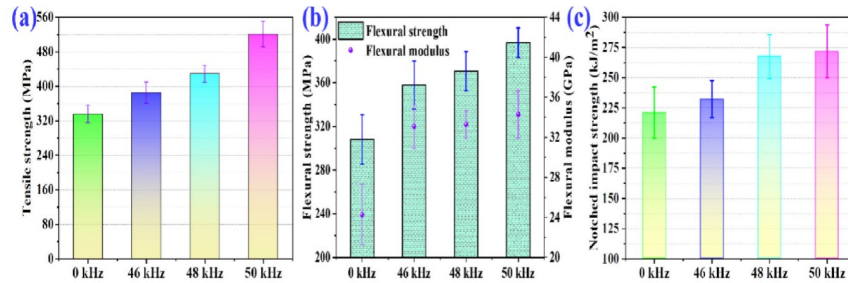 (a)
Tensile strength (MPa)
560
480
400
320
240
160
80
0
0 kHz 46 kHz 48 kHz 50 kHz
(b)
Flexural strength
Flexural modulus
Flexural strength (MPa)
400
360
320
280
240
200
Flexural modulus (GPa)
44
40
36
32
28
24
20
0 kHz 46 kHz 48 kHz 50 kHz
(c)
Notched impact strength (kJ/m²)
300
275
250
225
200
175
150
125
100
0 kHz 46 kHz 48 kHz 50 kHz